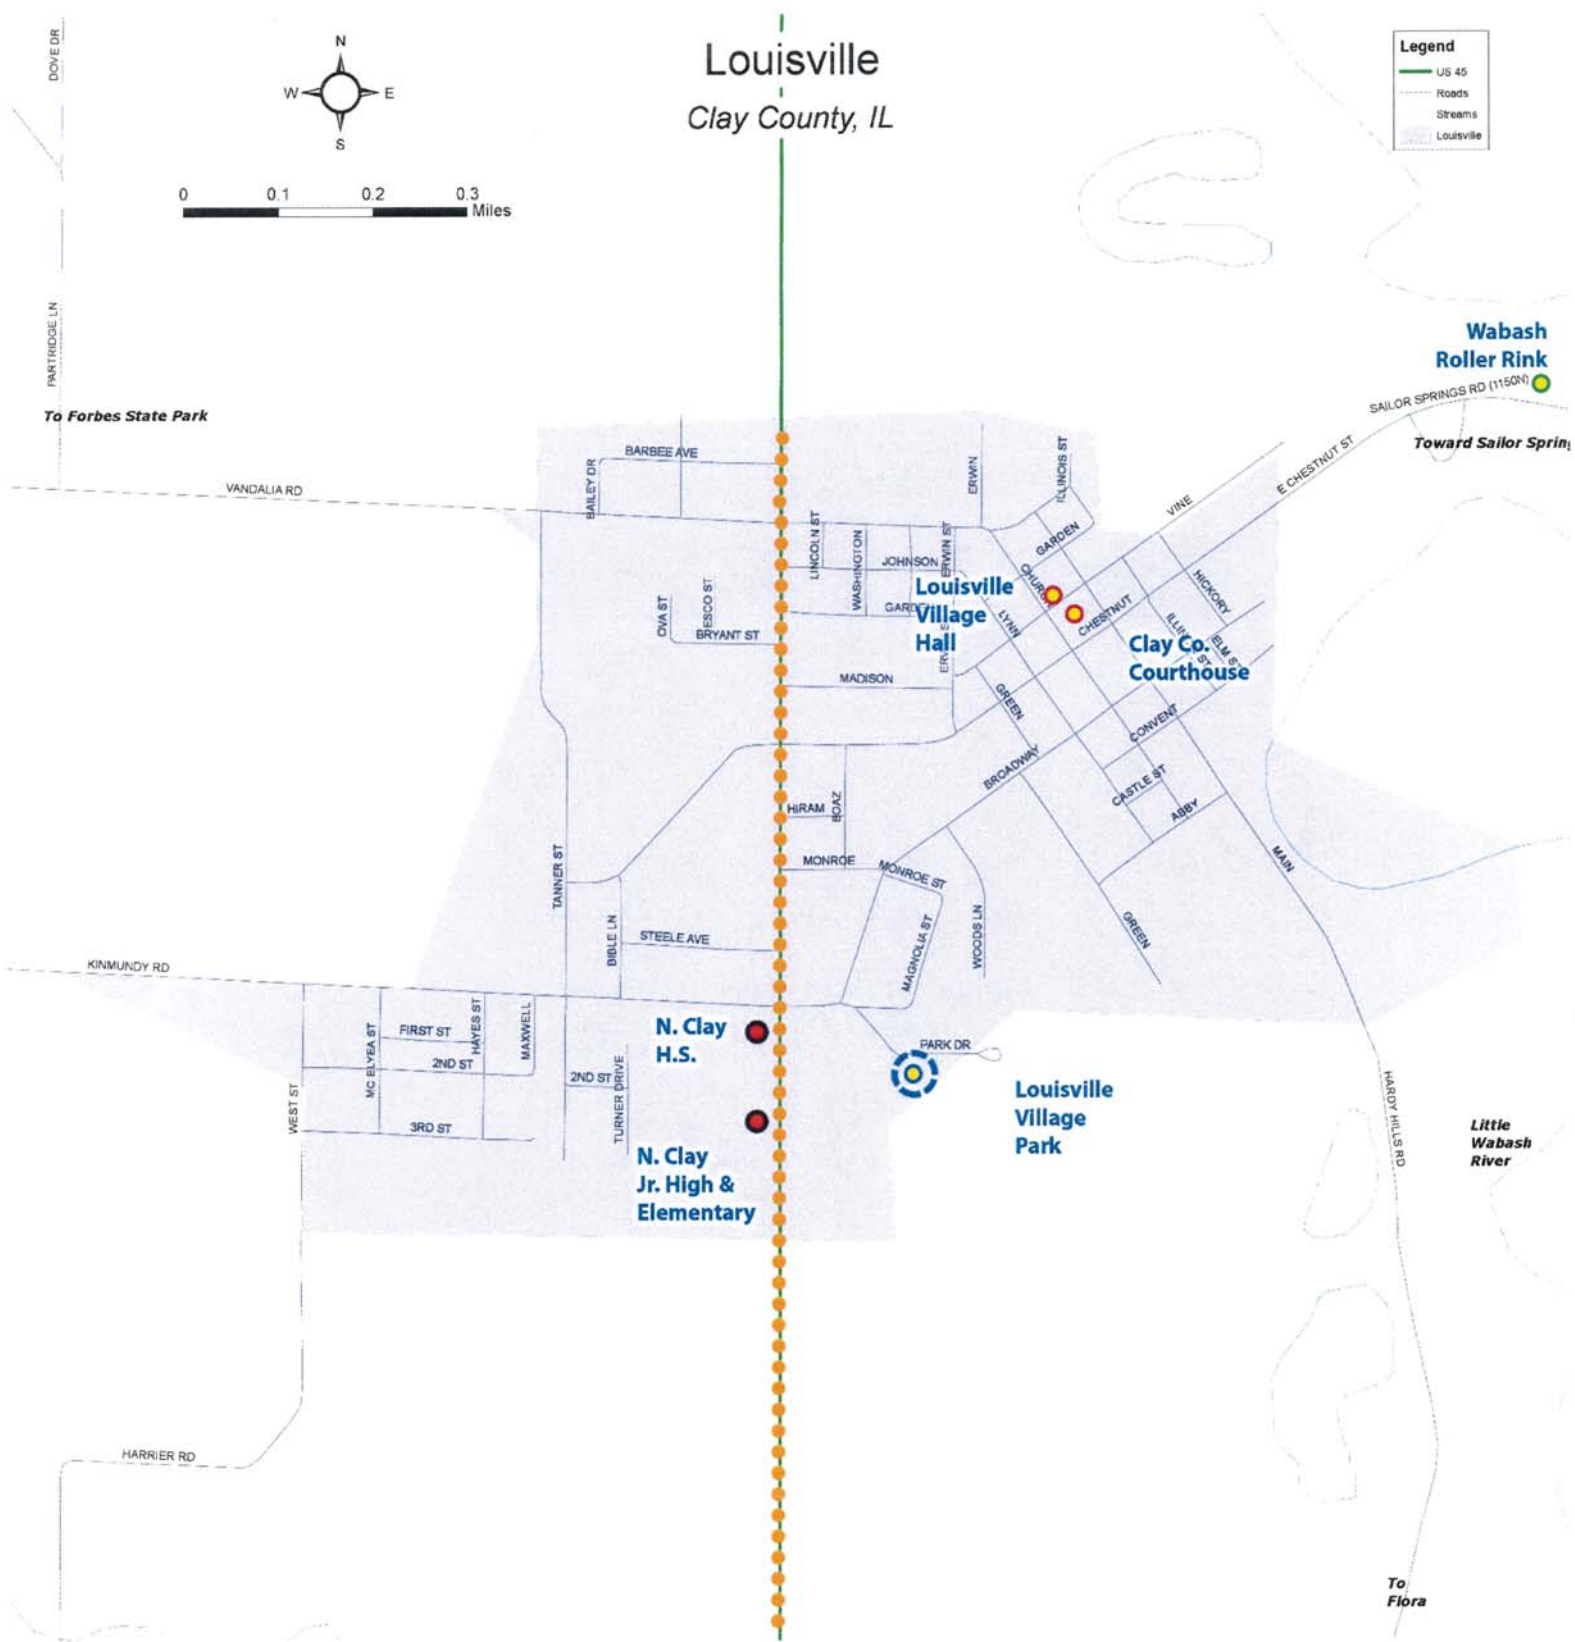 Louisville
Clay County, IL
N
W
E
S
0
0.1
0.2
0.3
Miles
Legend
US 45
Roads
Streams
Louisville
DOVE DR
PARTRIDGE LN
To Forbes State Park
VANDALIA RD
Wabash
Roller Rink
SAILOR SPRINGS RD (1150N)
Toward Sailor Spring
E CHESTNUT ST
VINE
BARBEE AVE
BAILEY DR
ERWIN
ILLINOIS ST
GARDEN
LINCOLN ST
WASHINGTON
JOHNSON
ERWIN ST
CHURCH
HICKORY
Louisville
Village
Hall
LYNN
CHESTNUT
ELM ST
Clay Co.
Courthouse
OVA ST
ESCO ST
BRYANT ST
MADISON
GREEN
CONVENT
BROADWAY
CASTLE ST
ABBY
HIRAM
BOAZ
MONROE
MONROE ST
MAIN
TANNER ST
BIBLE LN
STEELE AVE
MAGNOLIA ST
WOODS LN
GREEN
KINMUNDY RD
WEST ST
MC ELYEA ST
FIRST ST
HAYES ST
MAXWELL
2ND ST
3RD ST
2ND ST
TURNER DRIVE
N. Clay
H.S.
PARK DR
Louisville
Village
Park
N. Clay
Jr. High &
Elementary
HARDY HILLS RD
Little
Wabash
River
HARRIER RD
To
Flora